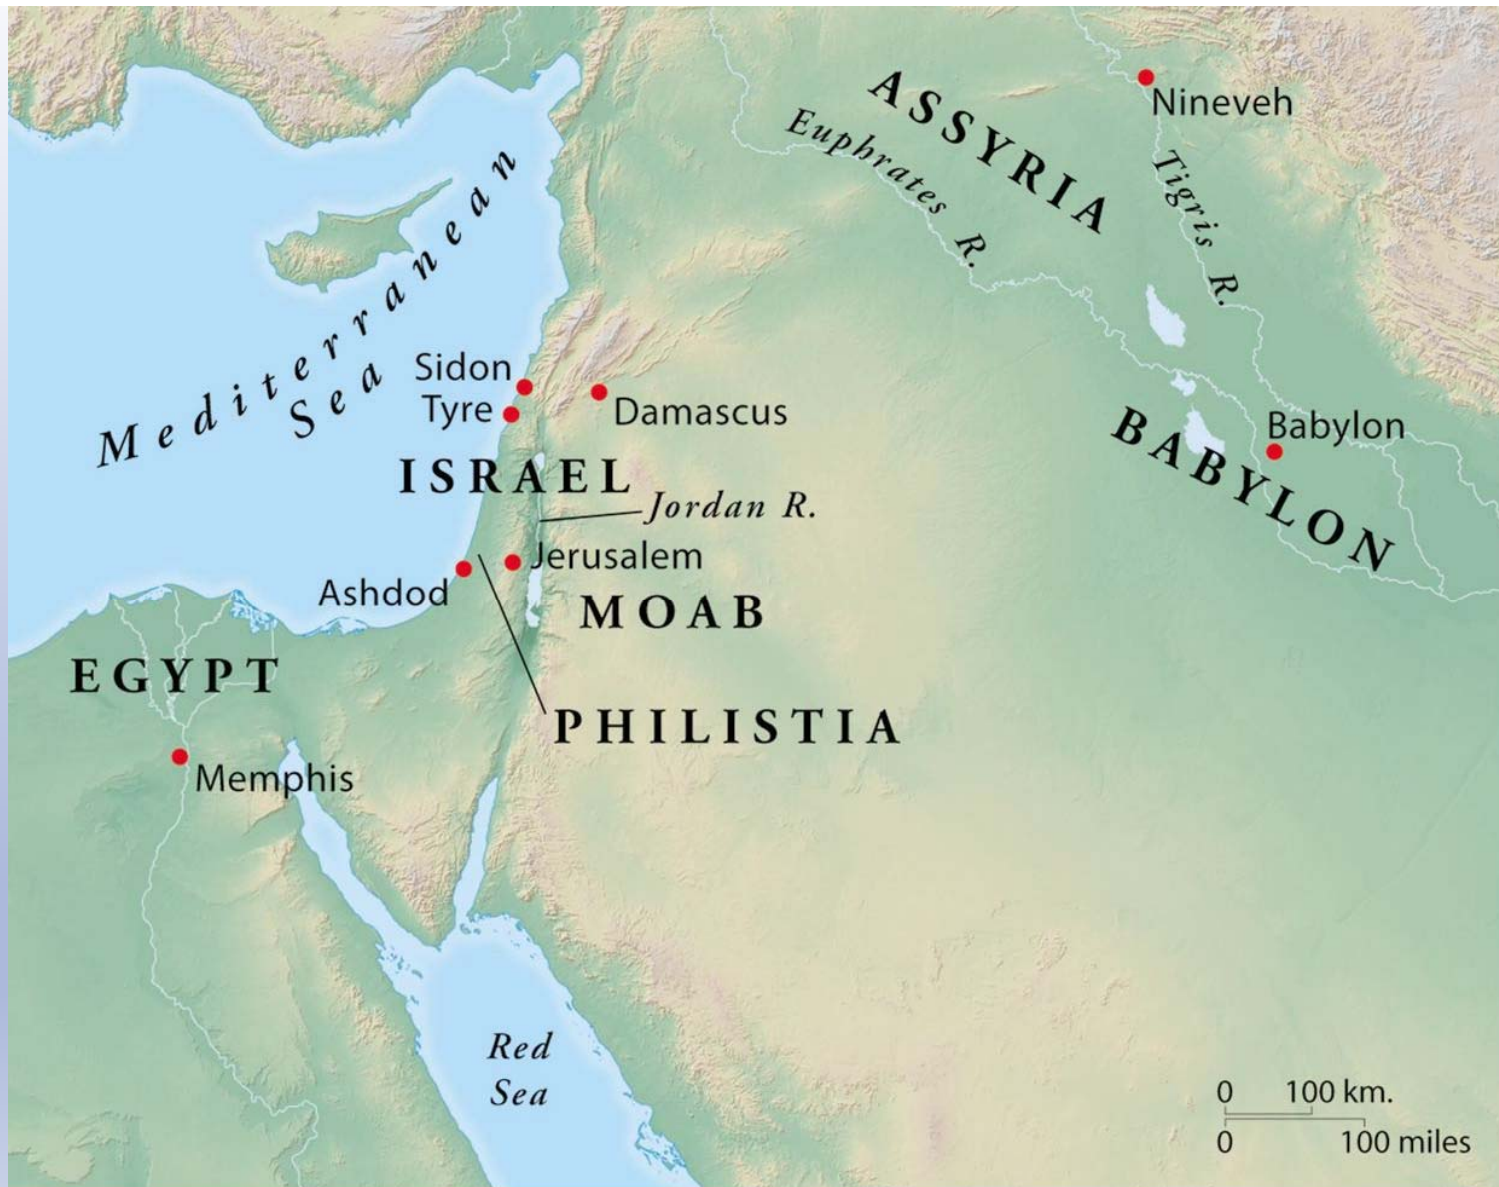 ASSYRIA
Nineveh
Euphrates R.
Tigris R.
Mediterranean
Sea
Sidon
Tyre
Damascus
ISRAEL
Jordan R.
Babylon
BABYLON
Jerusalem
Ashdod
MOAB
EGYPT
PHILISTIA
Memphis
Red
Sea
0 100 km.
0 100 miles